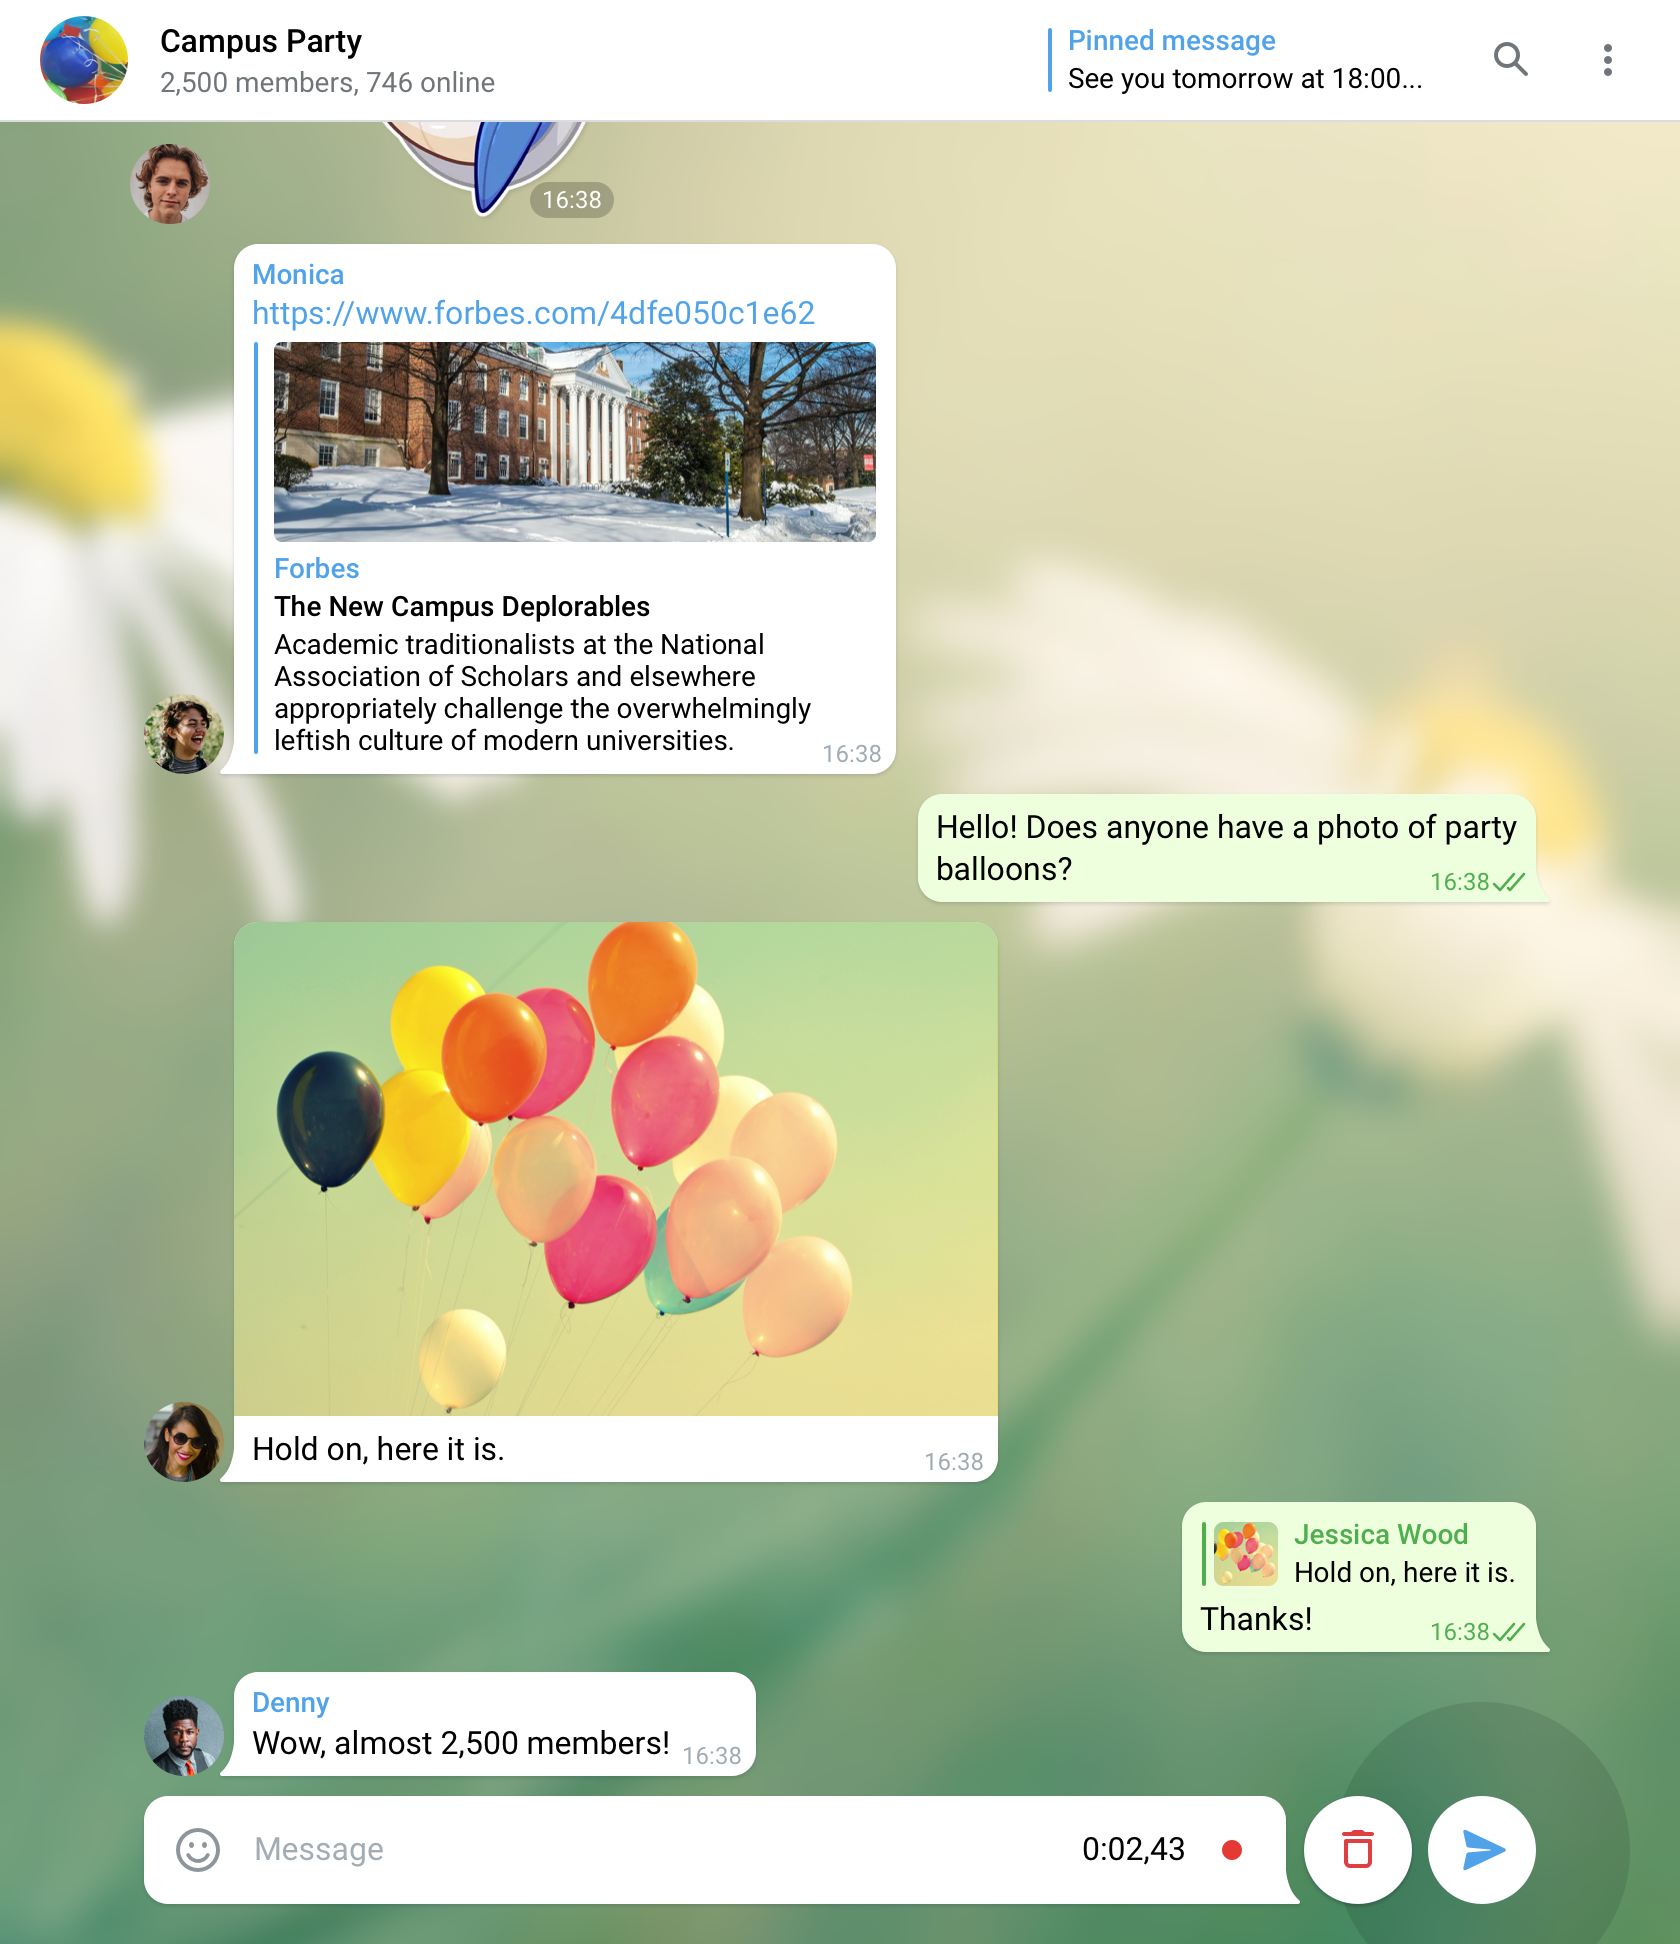 Campus Party
2,500 members, 746 online
Pinned message
See you tomorrow at 18:00...
16:38
Monica
https://www.forbes.com/4dfe050c1e62
Forbes
The New Campus Deplorables
Academic traditionalists at the National
Association of Scholars and elsewhere
appropriately challenge the overwhelmingly
leftish culture of modern universities.
16:38
Hello! Does anyone have a photo of party
balloons?
16:38
Hold on, here it is.
16:38
Jessica Wood
Hold on, here it is.
Thanks!
16:38
Denny
Wow, almost 2,500 members!
16:38
Message
0:02,43